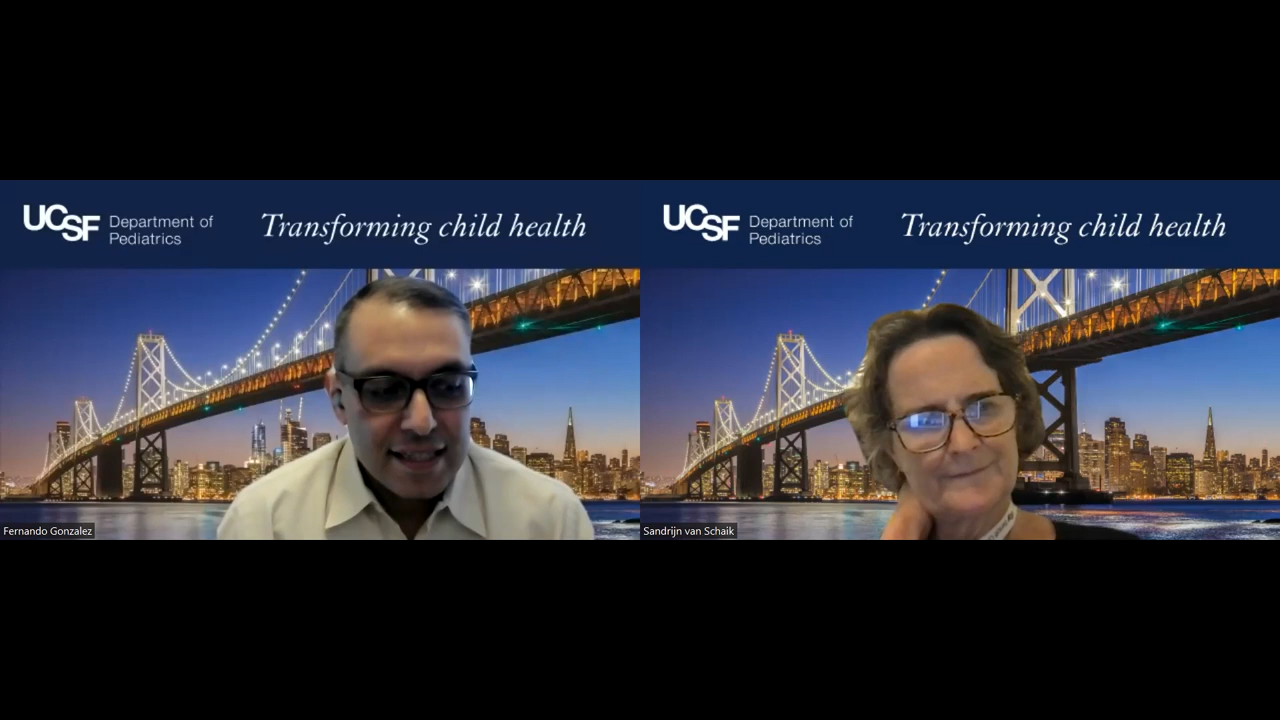 UCSF Department of
Pediatrics
Transforming child health
UCSF Department of
Pediatrics
Transforming child health
Fernando Gonzalez
Sandrijn van Schaik